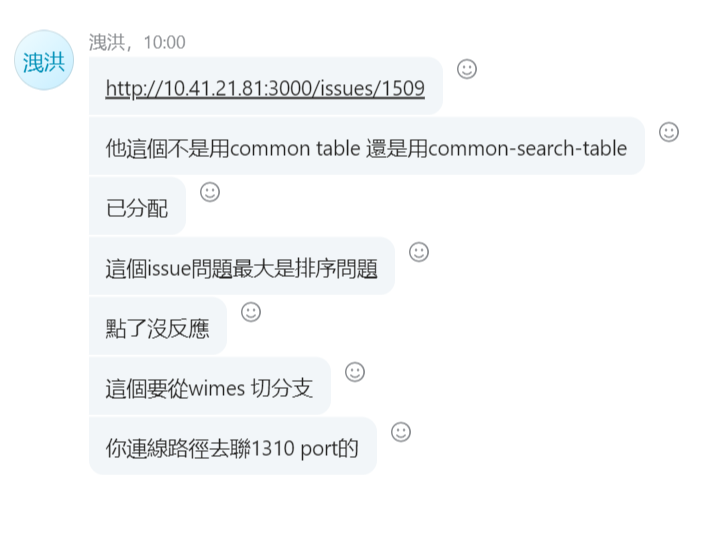 洩洪
洩洪, 10:00
http://10.41.21.81:3000/issues/1509
他這個不是用common table 還是用common-search-table
已分配
這個issue問題最大是排序問題
點了沒反應
這個要從wimes 切分支
你連線路徑去聯1310 port的